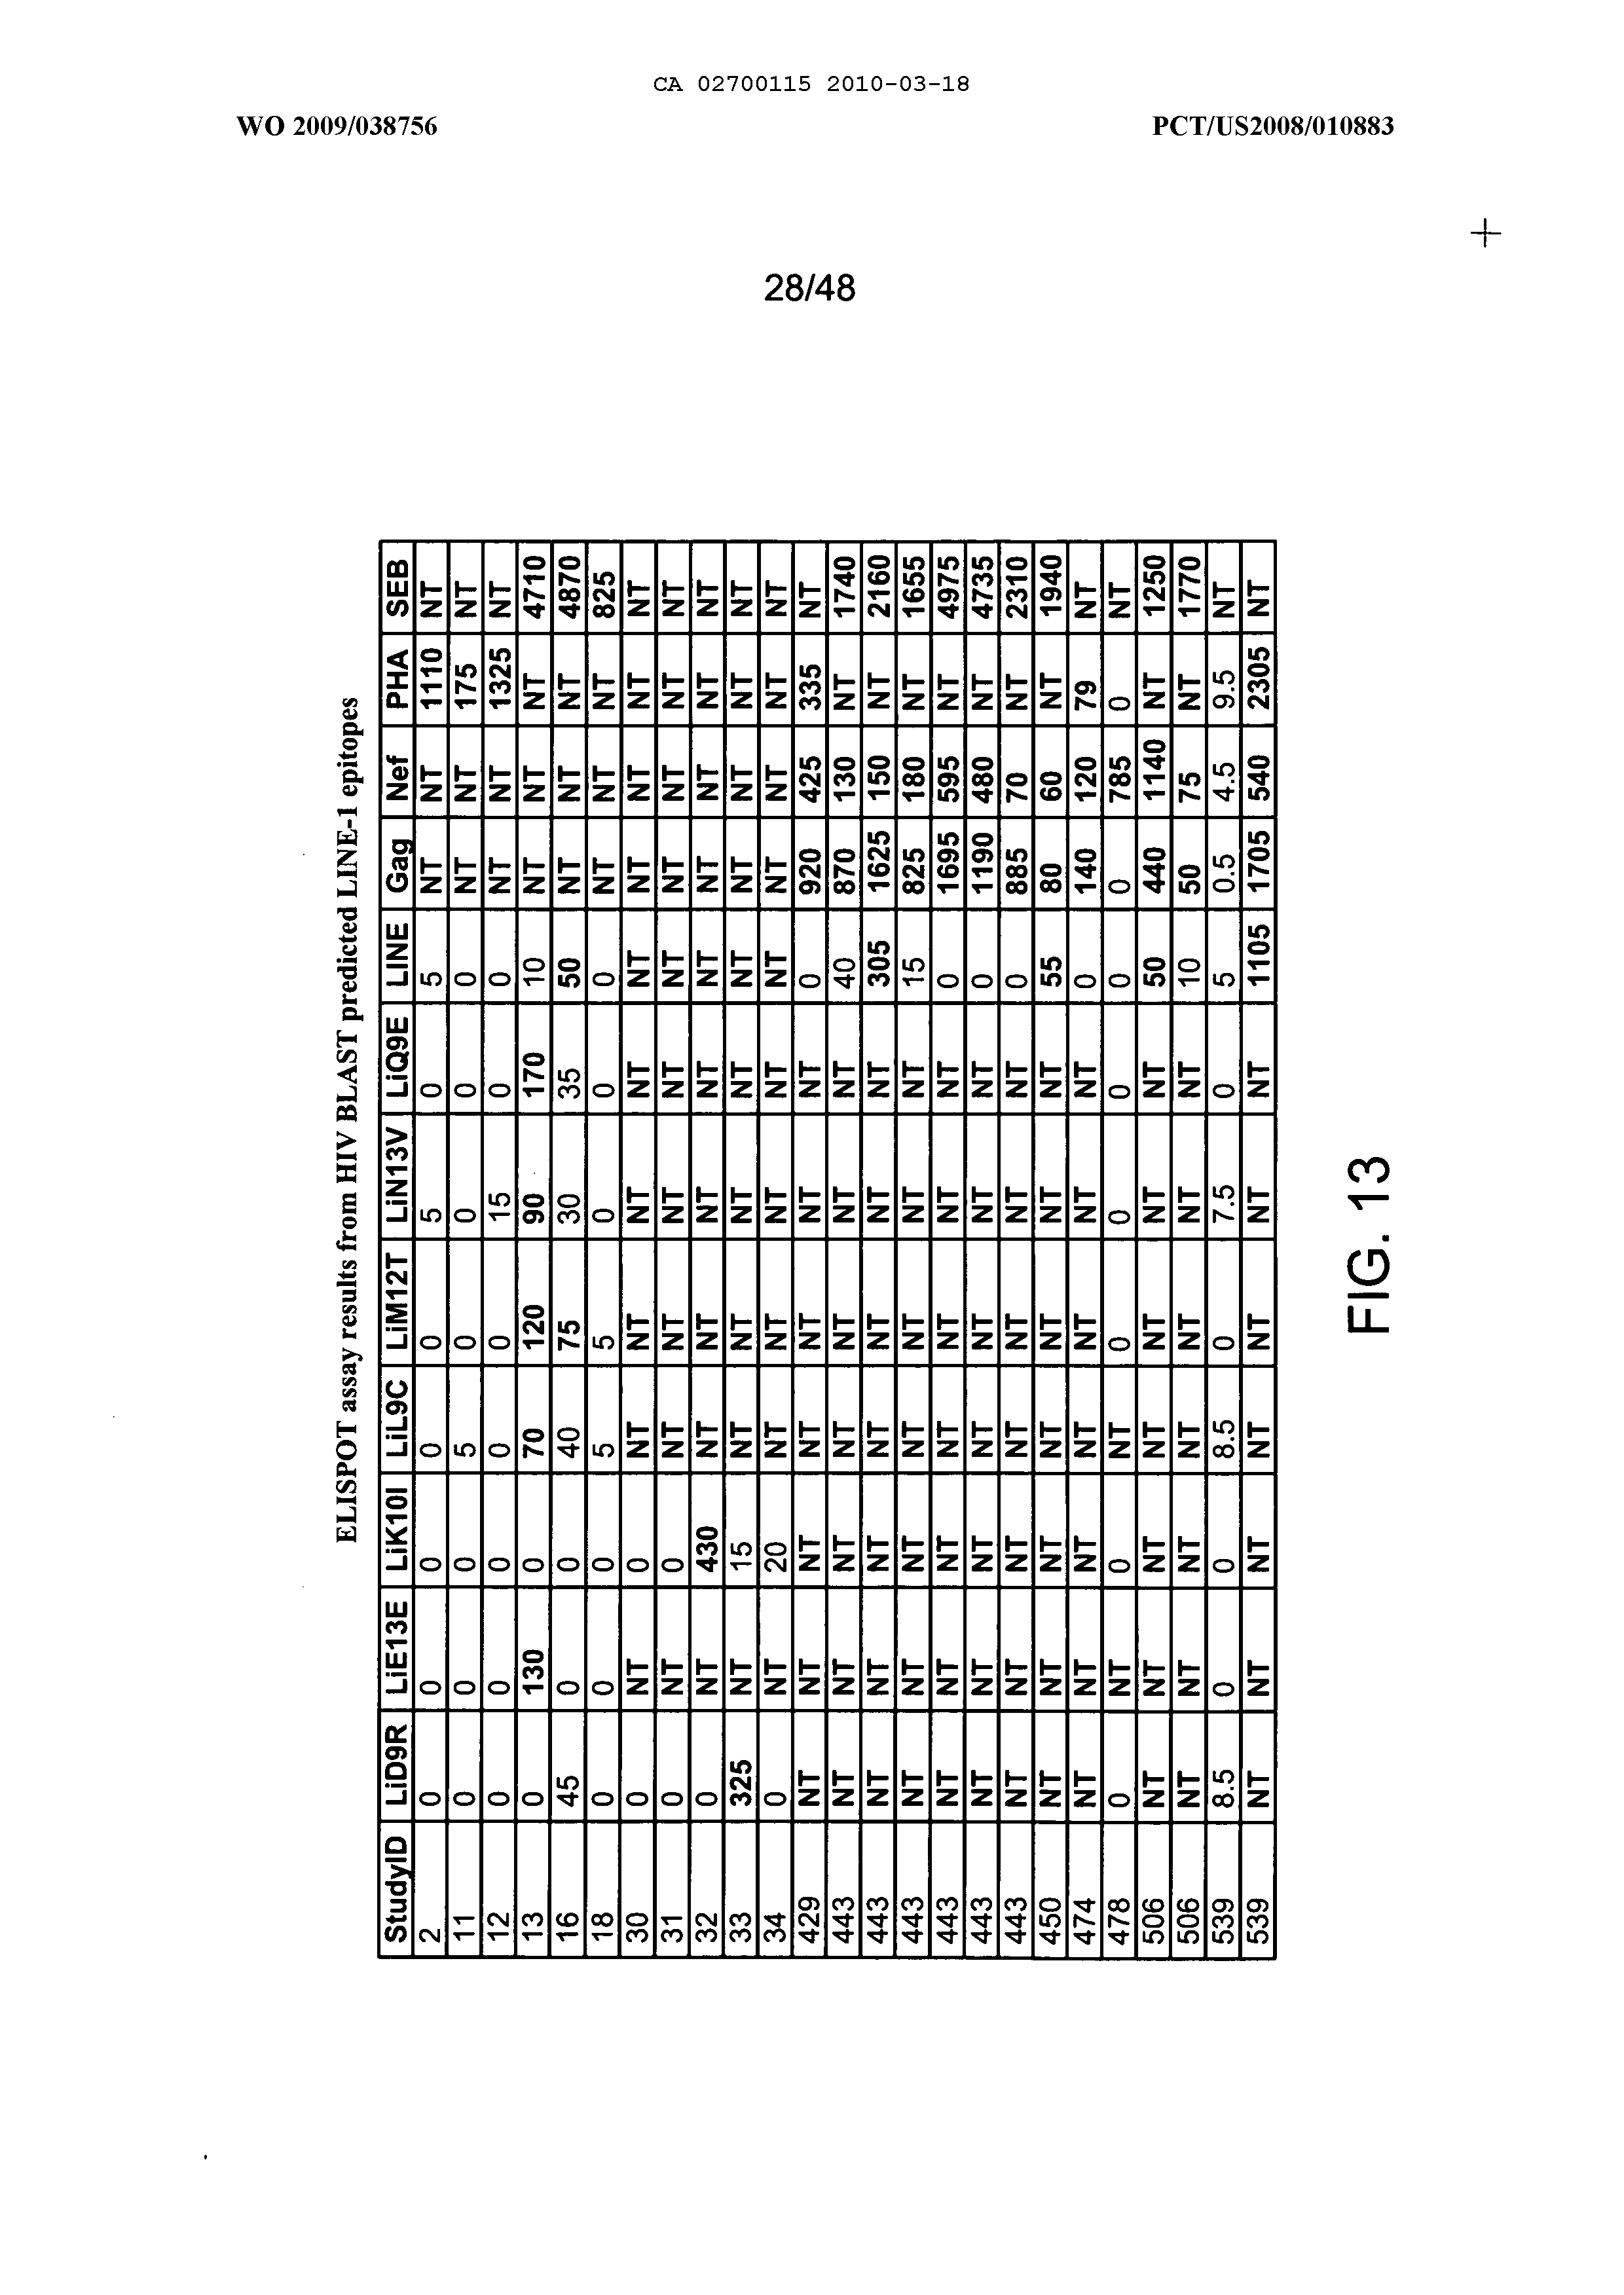 CA 02700115 2010-03-18
WO 2009/038756 PCT/US2008/010883
28/48
ELISPOT assay results from HIV BLAST predicted LINE-1 epitopes
StudyID LiD9R LiE13E LiK10I LiL9C LiM12T LiN13V LiQ9E LINE Gag Nef PHA SEB
2 0 0 0 0 0 5 0 5 NT NT 1110 NT
11 0 0 0 5 0 0 0 0 NT NT 175 NT
12 0 0 0 0 0 15 0 0 NT NT 1325 NT
13 0 130 0 70 120 90 170 10 NT NT NT 4710
16 45 0 0 40 75 30 35 50 NT NT NT 4870
18 0 0 0 5 5 0 0 0 NT NT NT 825
30 0 NT 0 NT NT NT NT NT NT NT NT NT
31 0 NT 0 NT NT NT NT NT NT NT NT NT
32 0 NT 430 NT NT NT NT NT NT NT NT NT
33 325 NT 15 NT NT NT NT NT NT NT NT NT
34 0 NT 20 NT NT NT NT NT NT NT NT NT
429 NT NT NT NT NT NT NT 0 920 425 335 NT
443 NT NT NT NT NT NT NT 40 870 130 NT 1740
443 NT NT NT NT NT NT NT 305 1625 150 NT 2160
443 NT NT NT NT NT NT NT 15 825 180 NT 1655
443 NT NT NT NT NT NT NT 0 1695 595 NT 4975
443 NT NT NT NT NT NT NT 0 1190 480 NT 4735
443 NT NT NT NT NT NT NT 0 885 70 NT 2310
450 NT NT NT NT NT NT NT 55 80 60 NT 1940
474 NT NT NT NT NT NT NT 0 140 120 79 NT
478 0 NT 0 NT 0 0 0 0 0 785 0 NT
506 NT NT NT NT NT NT NT 50 440 1140 NT 1250
506 NT NT NT NT NT NT NT 10 50 75 NT 1770
539 8.5 0 0 8.5 0 7.5 0 5 0.5 4.5 9.5 NT
539 NT NT NT NT NT NT NT 1105 1705 540 2305 NT
FIG. 13